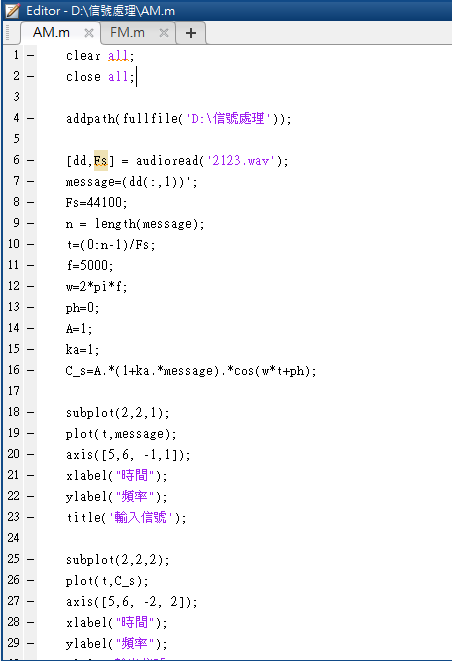 Editor - D:\信號處理\AM.m
AM.m × FM.m × +
1 – clear all;
2 – close all;
3
4 – addpath(fullfile('D:\信號處理'));
5
6 – [dd,Fs] = audioread('2123.wav');
7 – message=(dd(:,1))';
8 – Fs=44100;
9 – n = length(message);
10 – t=(0:n-1)/Fs;
11 – f=5000;
12 – w=2*pi*f;
13 – ph=0;
14 – A=1;
15 – ka=1;
16 – C_s=A.*(1+ka.*message).*cos(w*t+ph);
17
18 – subplot(2,2,1);
19 – plot(t,message);
20 – axis([5,6, -1,1]);
21 – xlabel("時間");
22 – ylabel("頻率");
23 – title('輸入信號');
24
25 – subplot(2,2,2);
26 – plot(t,C_s);
27 – axis([5,6, -2, 2]);
28 – xlabel("時間");
29 – ylabel("頻率");